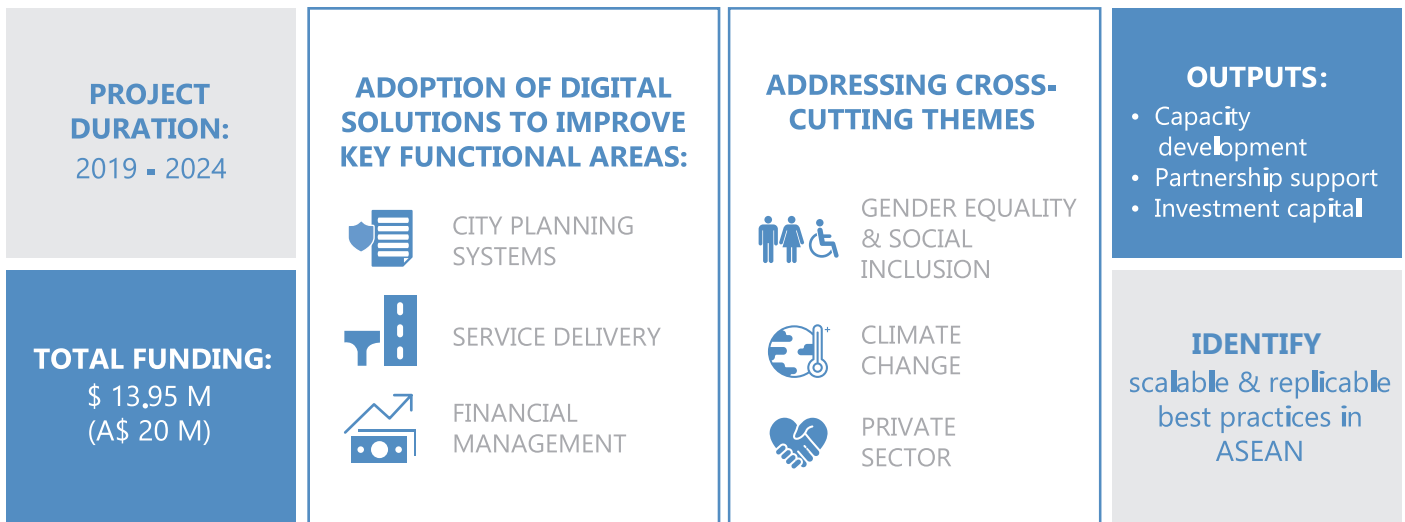 PROJECT
DURATION:
2019 - 2024
TOTAL FUNDING:
$ 13.95 M
(A$ 20 M)
ADOPTION OF DIGITAL
SOLUTIONS TO IMPROVE
KEY FUNCTIONAL AREAS:
CITY PLANNING
SYSTEMS
SERVICE DELIVERY
FINANCIAL
MANAGEMENT
ADDRESSING CROSS-
CUTTING THEMES
GENDER EQUALITY
& SOCIAL
INCLUSION
CLIMATE
CHANGE
PRIVATE
SECTOR
OUTPUTS:
• Capacity
development
• Partnership support
• Investment capital
IDENTIFY
scalable & replicable
best practices in
ASEAN